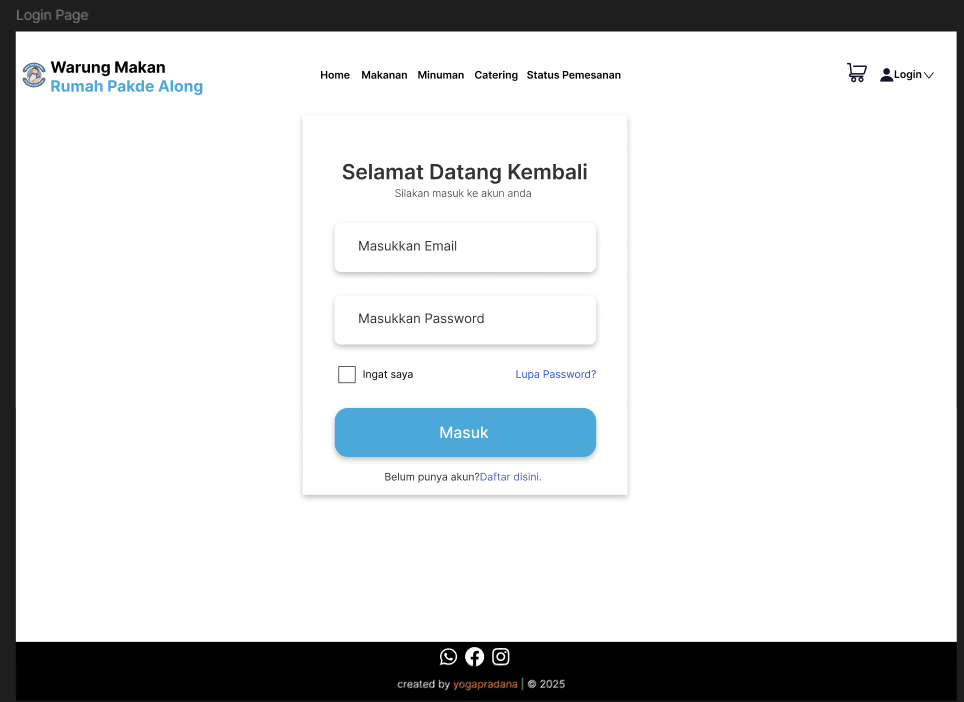 Login Page
Warung Makan
Rumah Pakde Along
Home Makanan Minuman Catering Status Pemesanan
Login
Selamat Datang Kembali
Silakan masuk ke akun anda
Masukkan Email
Masukkan Password
Ingat saya Lupa Password?
Masuk
Belum punya akun?Daftar disini.
created by yogapradana | © 2025